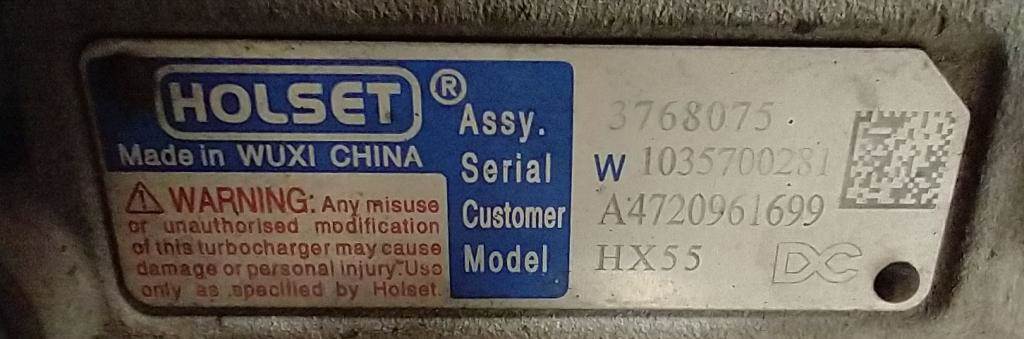 HOLSET ®
Made in WUXI CHINA
⚠ WARNING: Any misuse
or unauthorised modification
of this turbocharger may cause
damage or personal injury. Use
only as specified by Holset.
Assy. 3768075
Serial W 1035700281
Customer A4720961699
Model HX55
DC